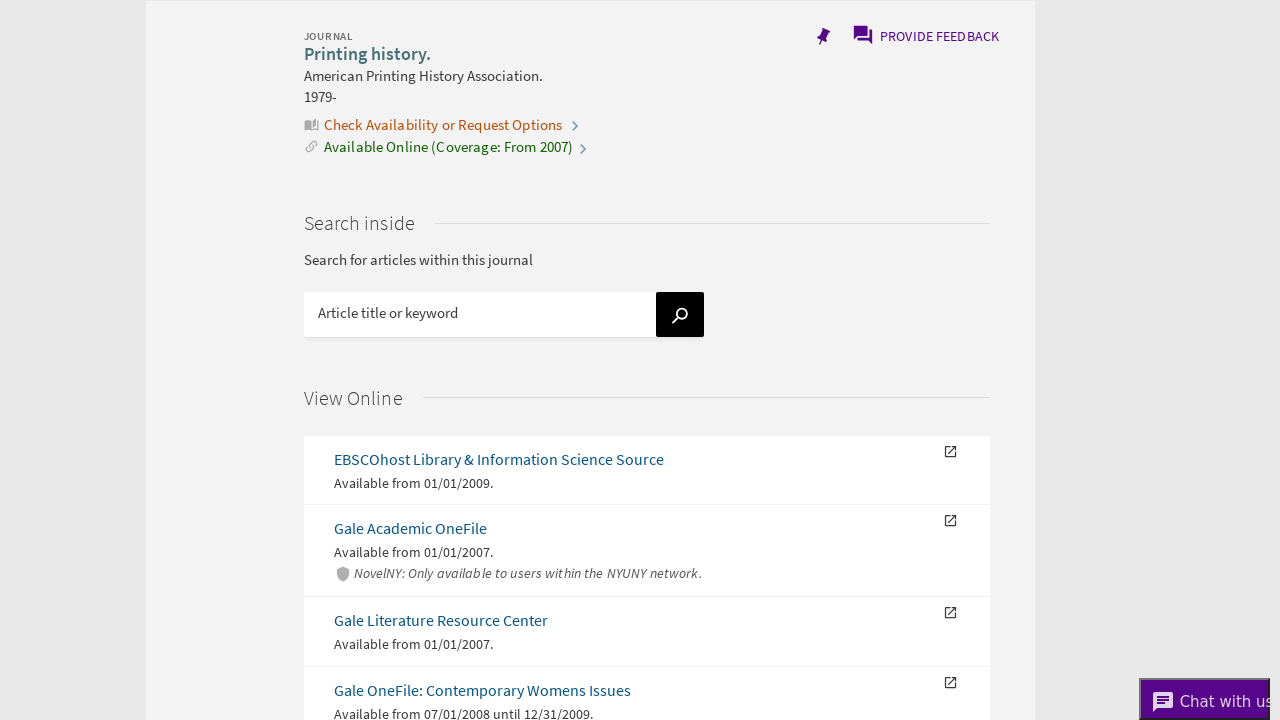 JOURNAL
Printing history.
American Printing History Association.
1979-
Check Availability or Request Options
Available Online (Coverage: From 2007)
PROVIDE FEEDBACK
Search inside
Search for articles within this journal
Article title or keyword
View Online
EBSCOhost Library & Information Science Source
Available from 01/01/2009.
Gale Academic OneFile
Available from 01/01/2007.
NovelNY: Only available to users within the NYUNY network.
Gale Literature Resource Center
Available from 01/01/2007.
Gale OneFile: Contemporary Womens Issues
Available from 07/01/2008 until 12/31/2009.
Chat with us